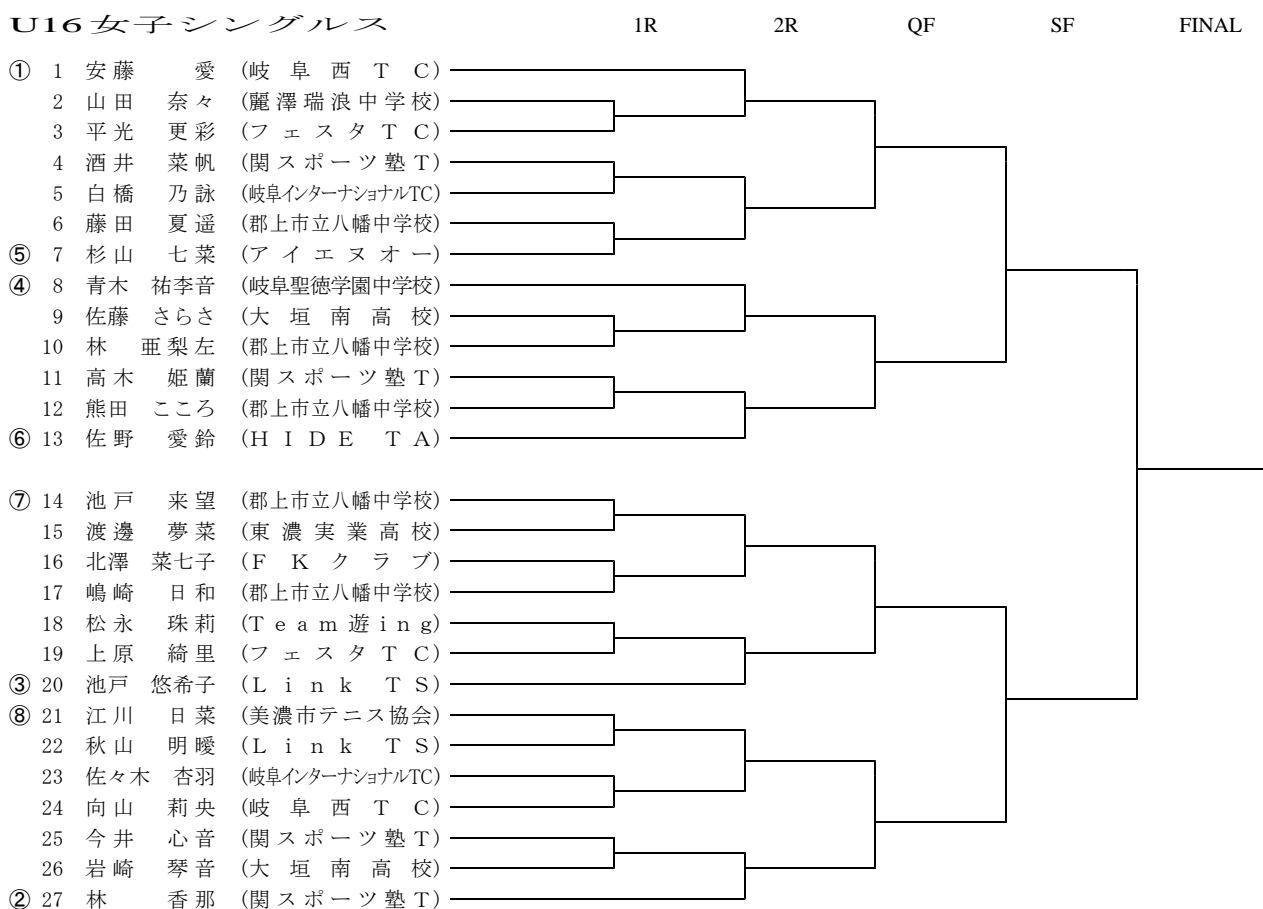 U16女子シングルス 1R 2R QF SF FINAL
① 1 安藤 愛 (岐阜西TC)
2 山田 奈々 (麗澤瑞浪中学校)
3 平光 更彩 (フェスタTC)
4 酒井 菜帆 (関スポーツ塾T)
5 白橋 乃詠 (岐阜インターナショナルTC)
6 藤田 夏遥 (郡上市立八幡中学校)
⑤ 7 杉山 七菜 (アイエヌオー)
④ 8 青木 祐李音 (岐阜聖徳学園中学校)
9 佐藤 さらさ (大垣南高校)
10 林 亜梨左 (郡上市立八幡中学校)
11 高木 姫蘭 (関スポーツ塾T)
12 熊田 こころ (郡上市立八幡中学校)
⑥ 13 佐野 愛鈴 (HIDE TA)
⑦ 14 池戸 来望 (郡上市立八幡中学校)
15 渡邊 夢菜 (東濃実業高校)
16 北澤 菜七子 (FKクラブ)
17 嶋崎 日和 (郡上市立八幡中学校)
18 松永 珠莉 (Team遊ing)
19 上原 綺里 (フェスタTC)
③ 20 池戸 悠希子 (Link TS)
⑧ 21 江川 日菜 (美濃市テニス協会)
22 秋山 明曖 (Link TS)
23 佐々木 杏羽 (岐阜インターナショナルTC)
24 向山 莉央 (岐阜西TC)
25 今井 心音 (関スポーツ塾T)
26 岩崎 琴音 (大垣南高校)
② 27 林 香那 (関スポーツ塾T)